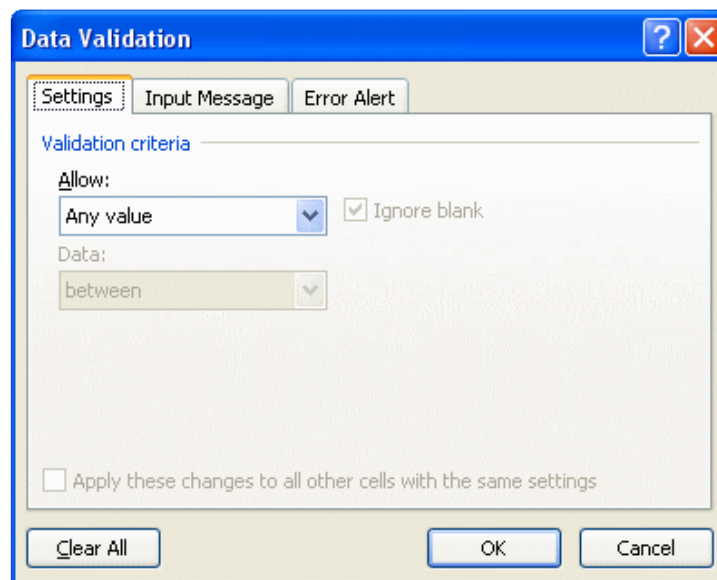 Data Validation
Settings
Input Message
Error Alert
Validation criteria
Allow:
Any value
Ignore blank
Data:
between
Apply these changes to all other cells with the same settings
Clear All
OK
Cancel